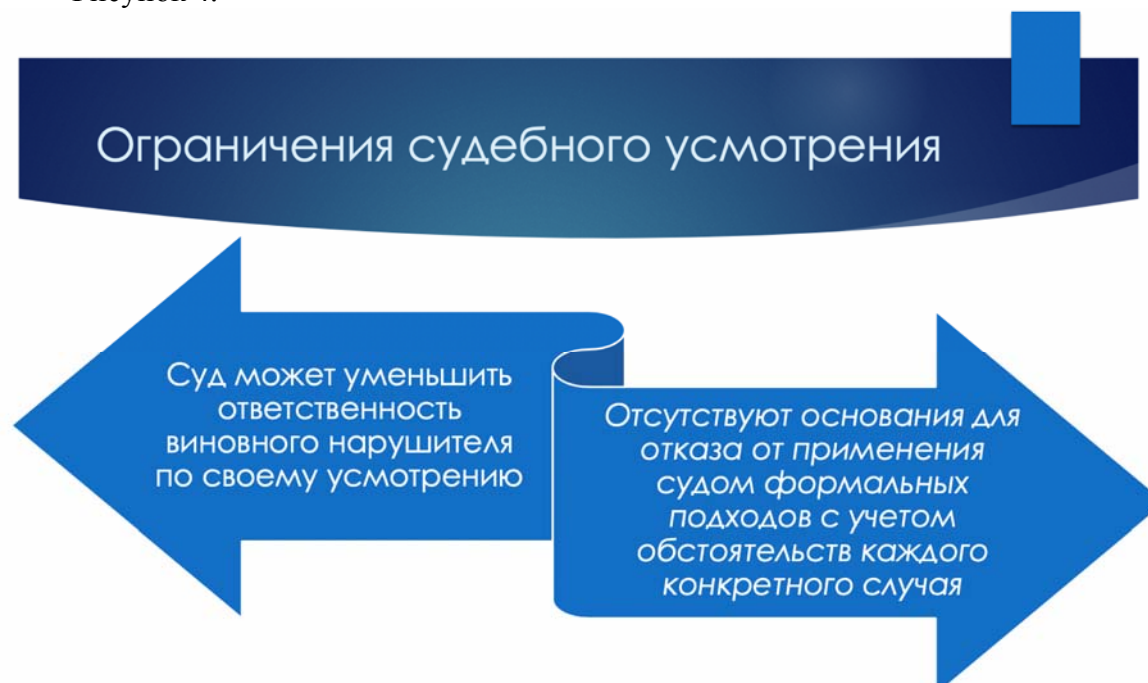 Ограничения судебного усмотрения
Суд может уменьшить
ответственность
виновного нарушителя
по своему усмотрению
Отсутствуют основания для
отказа от применения
судом формальных
подходов с учетом
обстоятельств каждого
конкретного случая